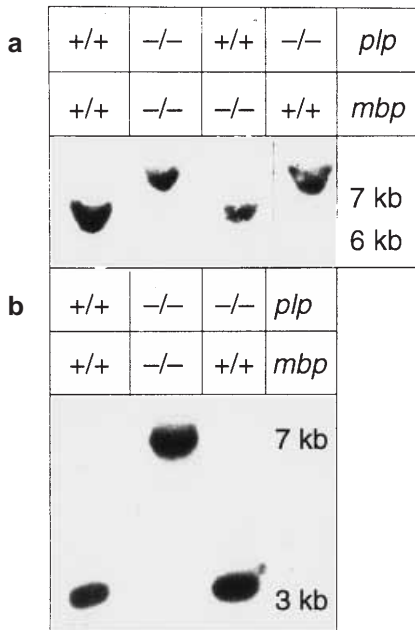 a +/+ −/− +/+ −/− plp
+/+ −/− −/− +/+ mbp
7 kb
6 kb
b +/+ −/− −/− plp
+/+ −/− +/+ mbp
7 kb
3 kb